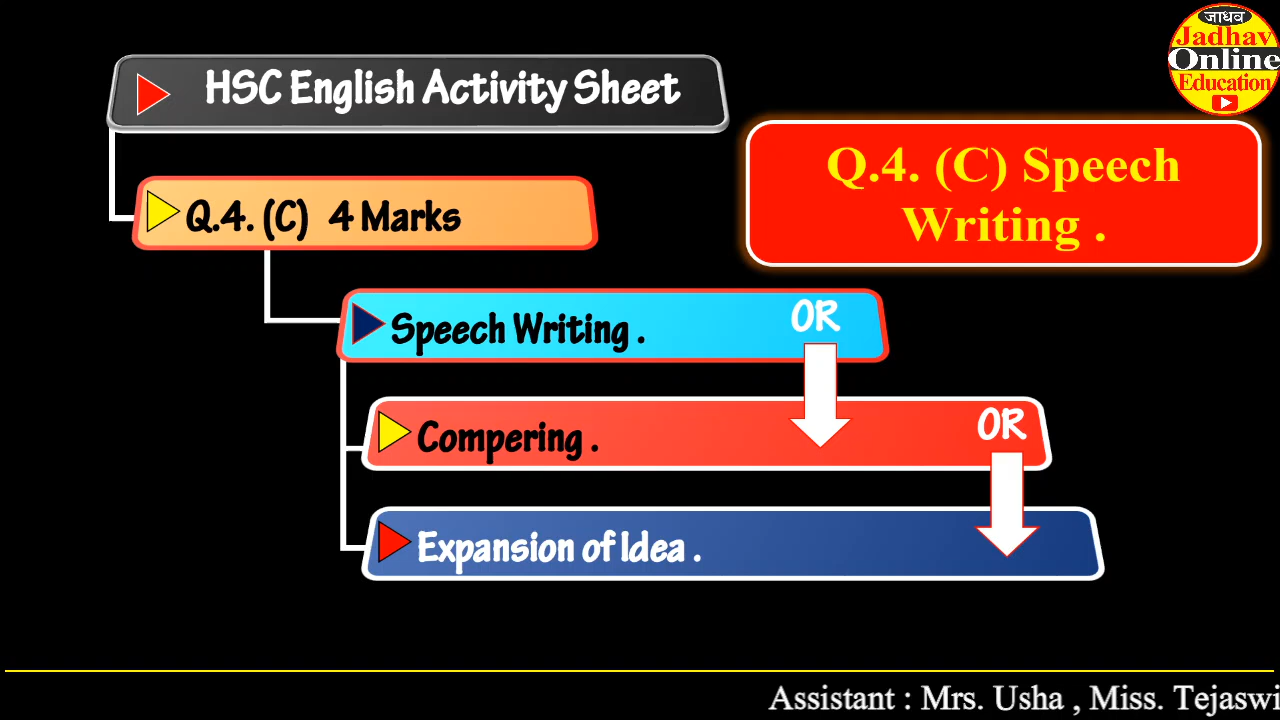 जाधव
Jadhav
Online
Education
HSC English Activity Sheet
Q.4. (C) Speech
Writing .
Q.4. (C) 4 Marks
Speech Writing . OR
Compering . OR
Expansion of Idea .
Assistant : Mrs. Usha , Miss. Tejaswi